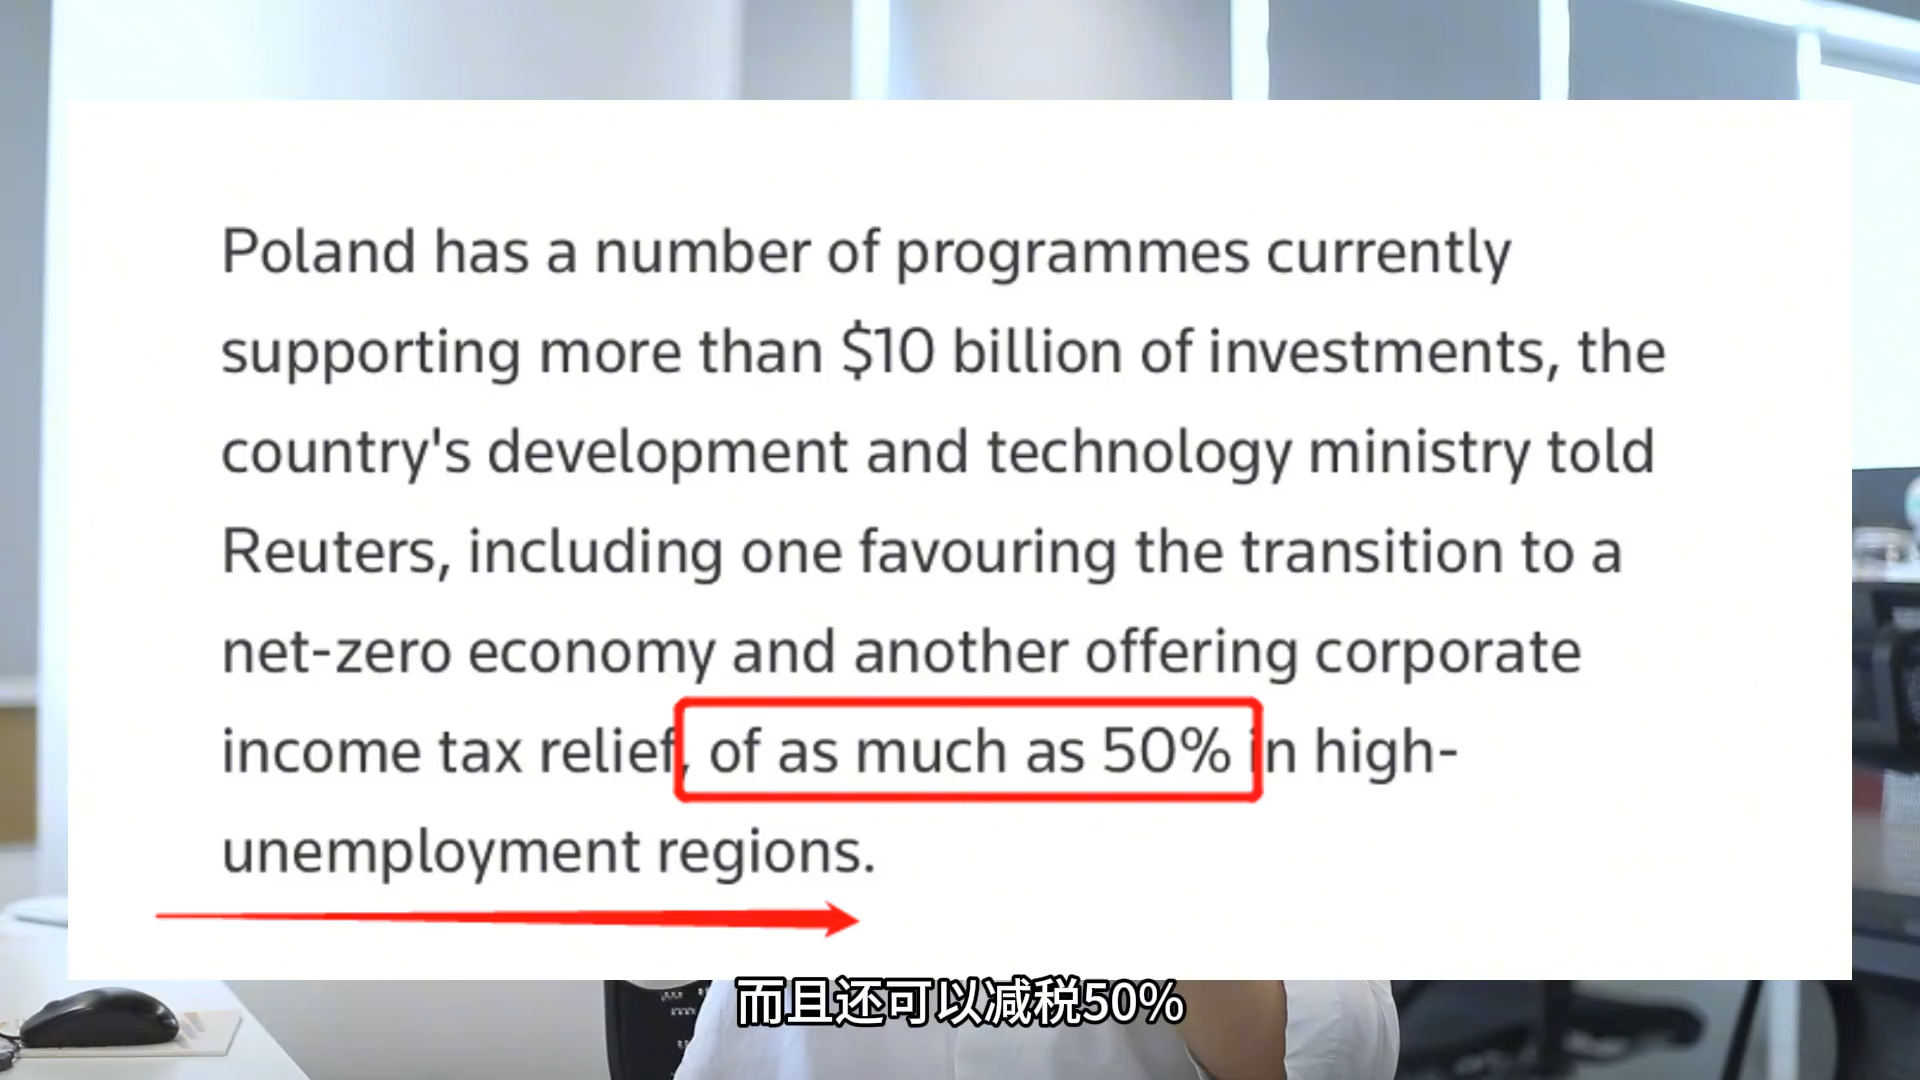 Poland has a number of programmes currently
supporting more than $10 billion of investments, the
country's development and technology ministry told
Reuters, including one favouring the transition to a
net-zero economy and another offering corporate
income tax relief, of as much as 50% in high-
unemployment regions.
而且还可以减税50%